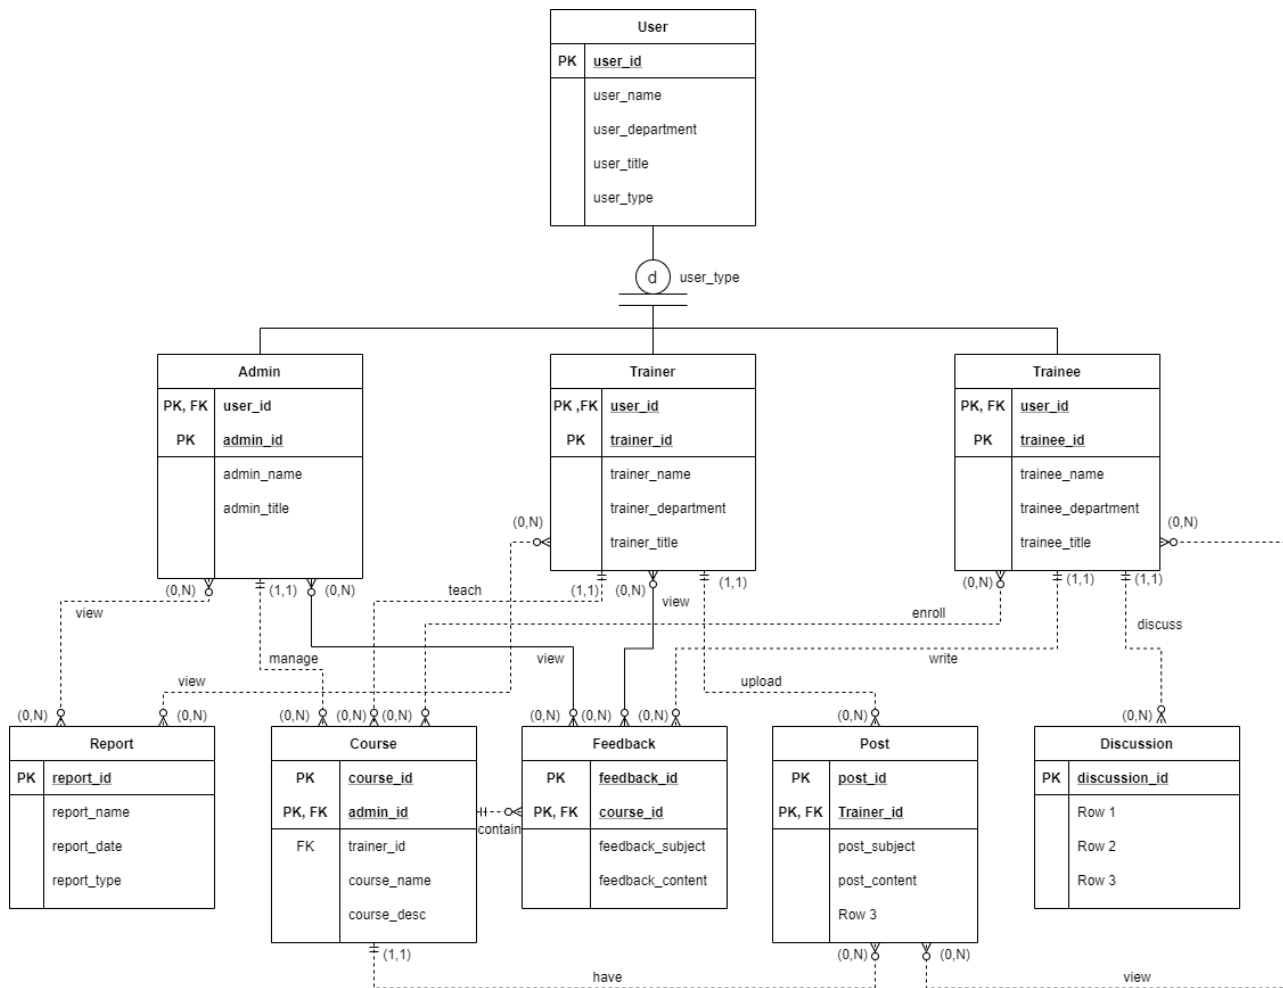 User
PK user_id
user_name
user_department
user_title
user_type
d user_type
Admin
PK, FK user_id
PK admin_id
admin_name
admin_title
Trainer
PK ,FK user_id
PK trainer_id
trainer_name
trainer_department
trainer_title
Trainee
PK, FK user_id
PK trainee_id
trainee_name
trainee_department
trainee_title
(0,N)
(0,N)
(0,N)
(1,1)
(0,N)
teach
(1,1)
(0,N)
view
(1,1)
(0,N)
(1,1)
(1,1)
view
enroll
discuss
manage
view
write
view
upload
(0,N)
(0,N)
(0,N)
(0,N)
(0,N)
(0,N)
(0,N)
(0,N)
(0,N)
(0,N)
Report
PK report_id
report_name
report_date
report_type
Course
PK course_id
PK, FK admin_id
FK trainer_id
course_name
course_desc
contain
Feedback
PK feedback_id
PK, FK course_id
feedback_subject
feedback_content
Post
PK post_id
PK, FK Trainer_id
post_subject
post_content
Row 3
Discussion
PK discussion_id
Row 1
Row 2
Row 3
(1,1)
(0,N)
(0,N)
have
view